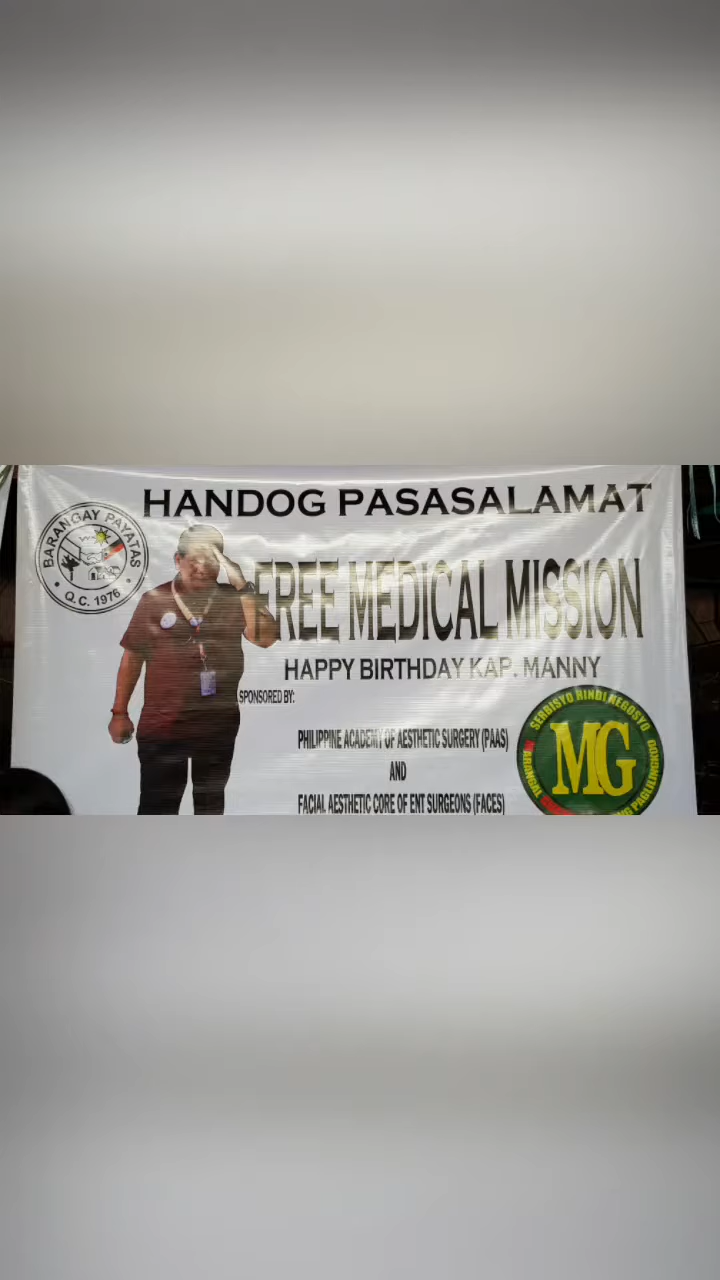 HANDOG PASASALAMAT
BARANGAY PAYATAS
Q.C. 1976
FREE MEDICAL MISSION
HAPPY BIRTHDAY KAP. MANNY
SPONSORED BY:
PHILIPPINE ACADEMY OF AESTHETIC SURGERY (PAAS)
AND
FACIAL AESTHETIC CORE OF ENT SURGEONS (FACES)
SERBISYO HINDI NEGOSYO
MG
PAGLILINGKOD